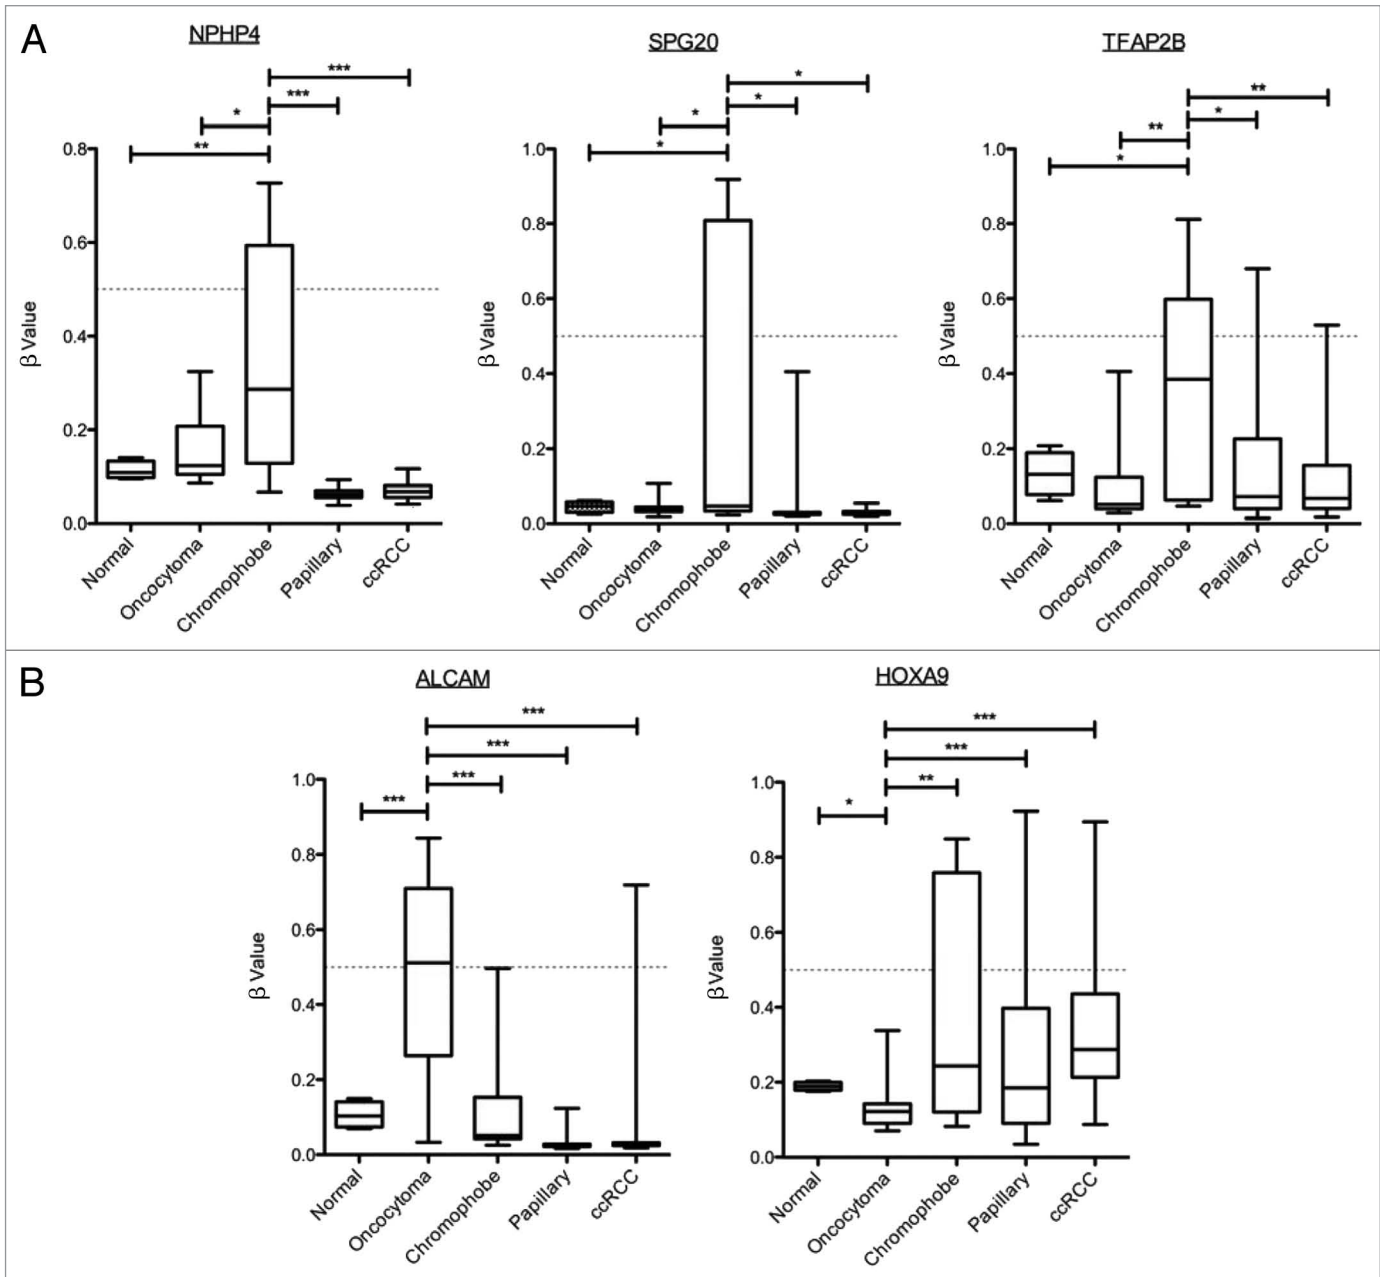 A
NPHP4
SPG20
TFAP2B
***
***
*
**
*
*
*
*
**
*
**
*
0.8
0.6
0.4
0.2
0.0
β Value
Normal
Oncocytoma
Chromophobe
Papillary
ccRCC
1.0
0.8
0.6
0.4
0.2
0.0
β Value
Normal
Oncocytoma
Chromophobe
Papillary
ccRCC
1.0
0.8
0.6
0.4
0.2
0.0
β Value
Normal
Oncocytoma
Chromophobe
Papillary
ccRCC
B
ALCAM
HOXA9
***
***
***
***
***
***
**
*
1.0
0.8
0.6
0.4
0.2
0.0
β Value
Normal
Oncocytoma
Chromophobe
Papillary
ccRCC
1.0
0.8
0.6
0.4
0.2
0.0
β Value
Normal
Oncocytoma
Chromophobe
Papillary
ccRCC